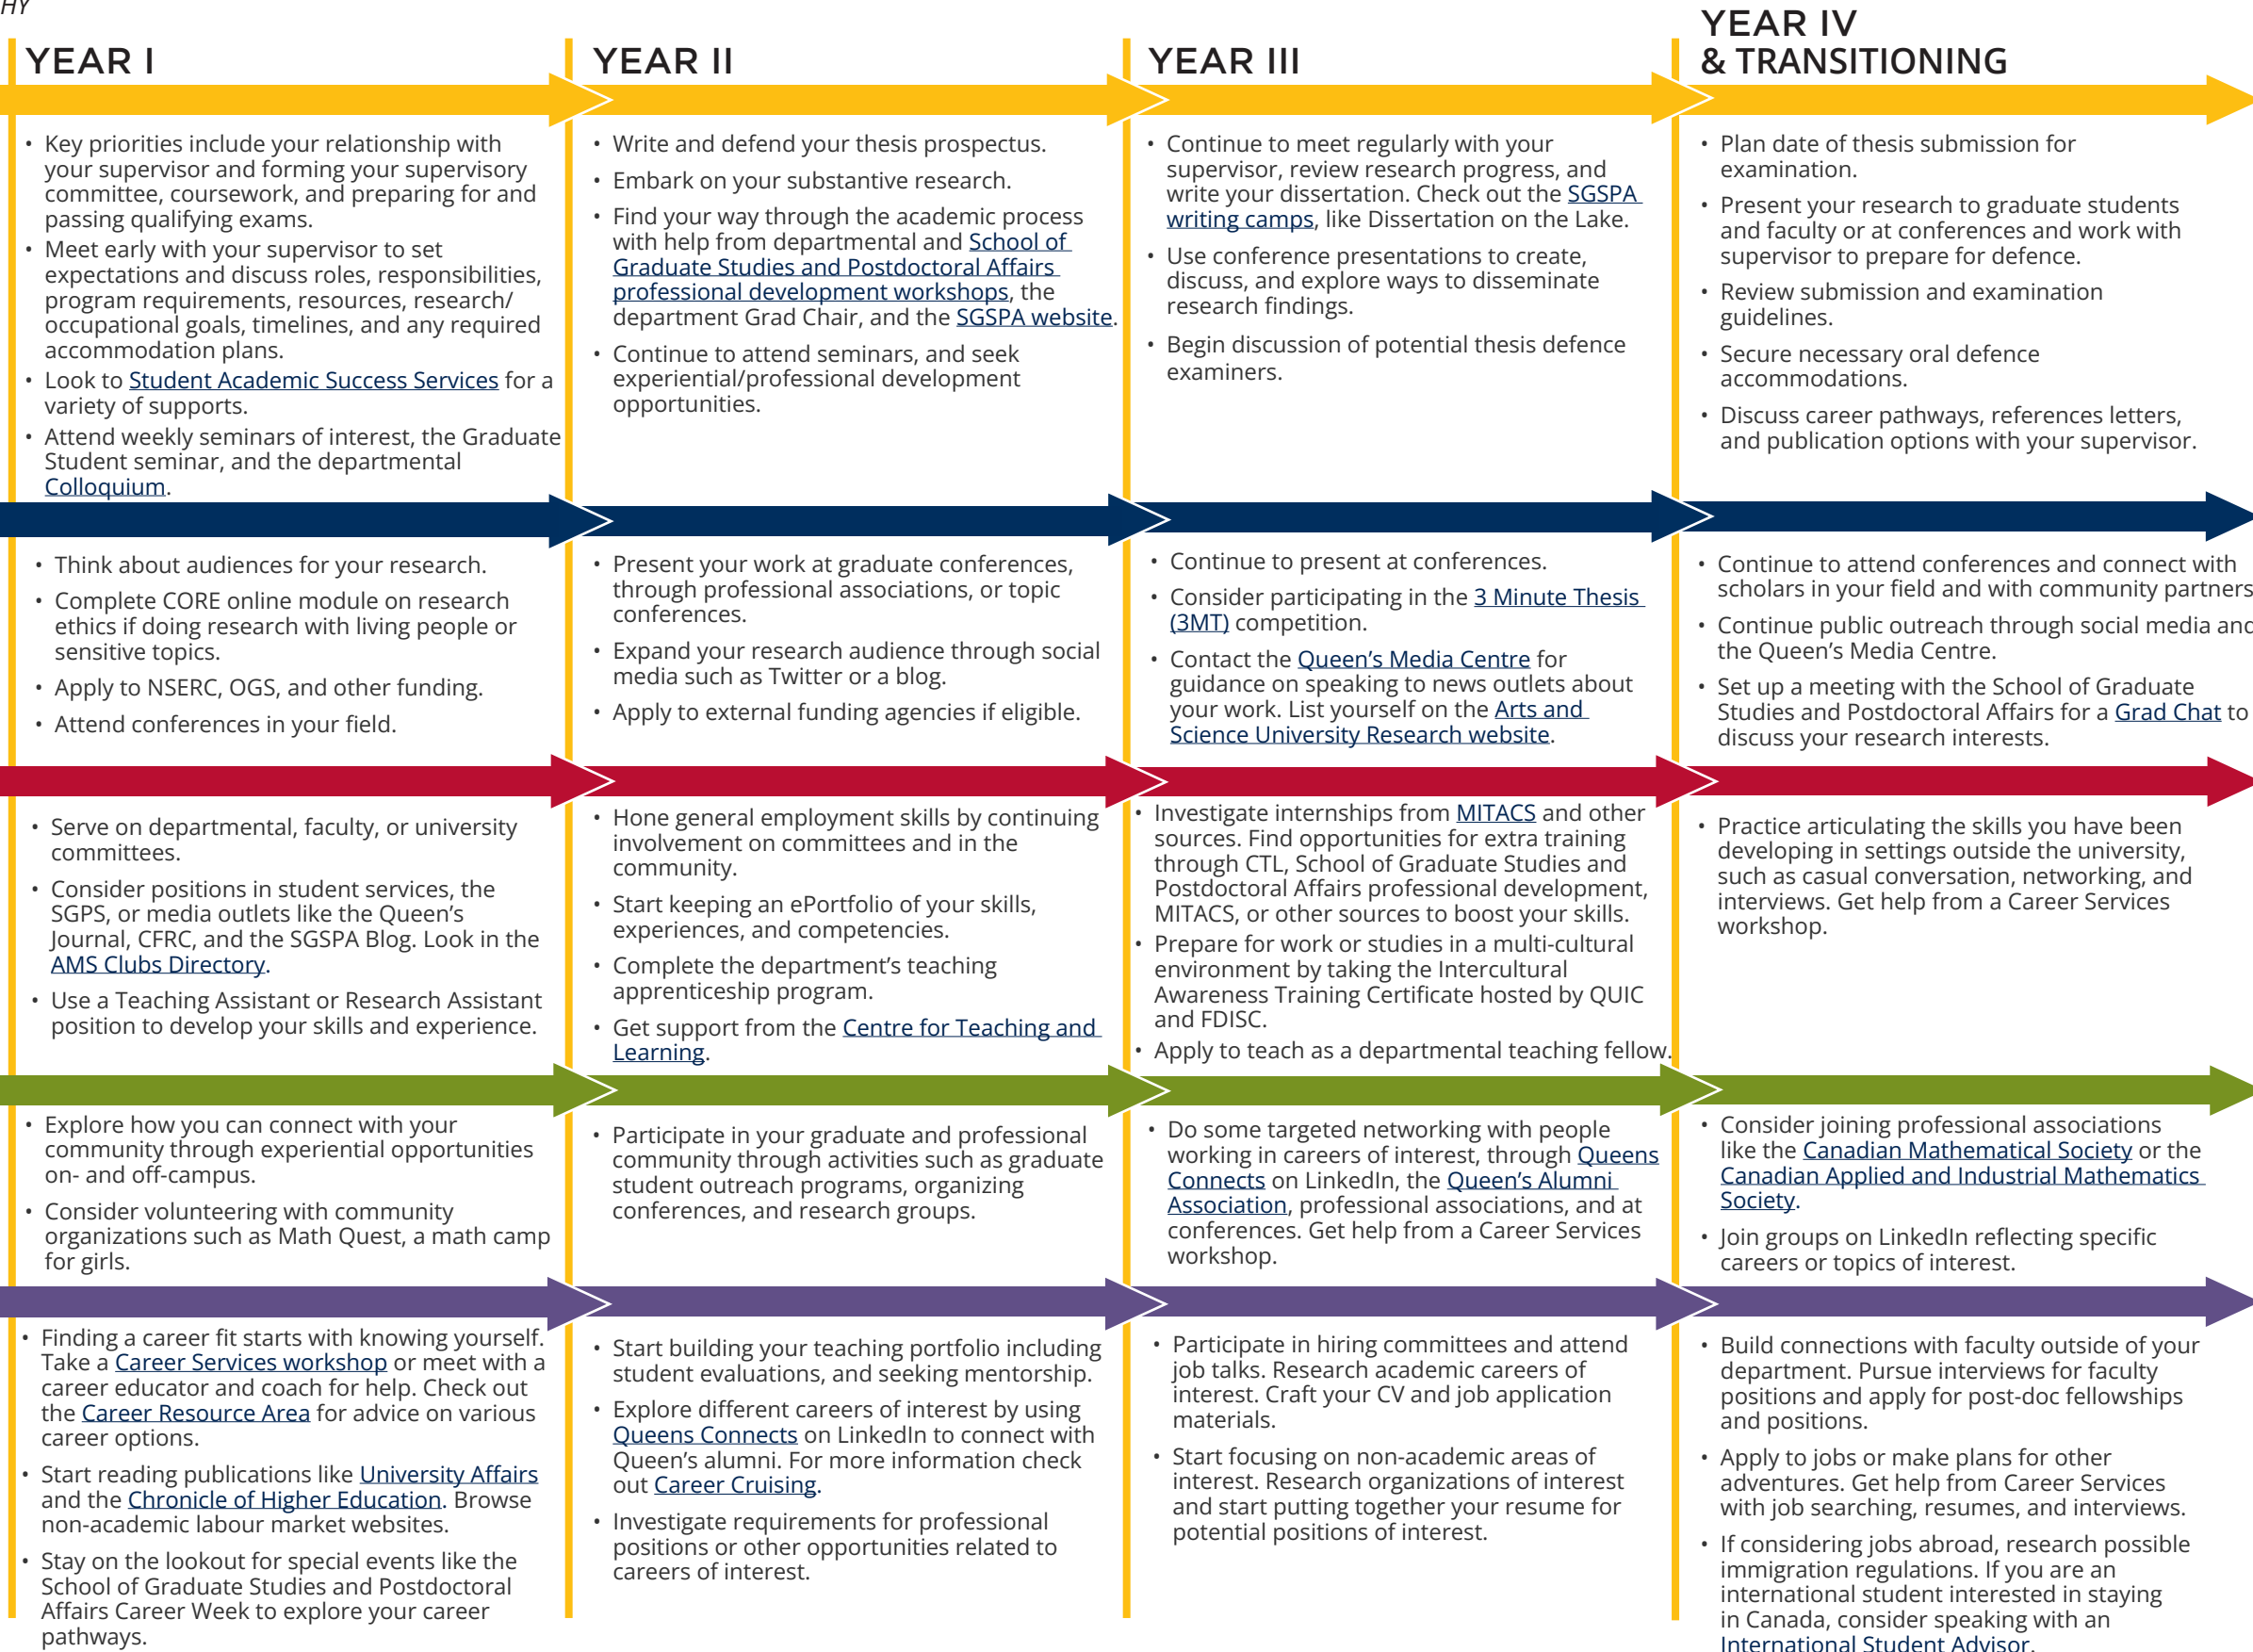 HY
YEAR I
YEAR II
YEAR III
YEAR IV
& TRANSITIONING
• Key priorities include your relationship with
your supervisor and forming your supervisory
committee, coursework, and preparing for and
passing qualifying exams.
• Meet early with your supervisor to set
expectations and discuss roles, responsibilities,
program requirements, resources, research/
occupational goals, timelines, and any required
accommodation plans.
• Look to Student Academic Success Services for a
variety of supports.
• Attend weekly seminars of interest, the Graduate
Student seminar, and the departmental
Colloquium.
• Write and defend your thesis prospectus.
• Embark on your substantive research.
• Find your way through the academic process
with help from departmental and School of
Graduate Studies and Postdoctoral Affairs
professional development workshops, the
department Grad Chair, and the SGSPA website.
• Continue to attend seminars, and seek
experiential/professional development
opportunities.
• Continue to meet regularly with your
supervisor, review research progress, and
write your dissertation. Check out the SGSPA
writing camps, like Dissertation on the Lake.
• Use conference presentations to create,
discuss, and explore ways to disseminate
research findings.
• Begin discussion of potential thesis defence
examiners.
• Plan date of thesis submission for
examination.
• Present your research to graduate students
and faculty or at conferences and work with
supervisor to prepare for defence.
• Review submission and examination
guidelines.
• Secure necessary oral defence
accommodations.
• Discuss career pathways, references letters,
and publication options with your supervisor.
• Think about audiences for your research.
• Complete CORE online module on research
ethics if doing research with living people or
sensitive topics.
• Apply to NSERC, OGS, and other funding.
• Attend conferences in your field.
• Present your work at graduate conferences,
through professional associations, or topic
conferences.
• Expand your research audience through social
media such as Twitter or a blog.
• Apply to external funding agencies if eligible.
• Continue to present at conferences.
• Consider participating in the 3 Minute Thesis
(3MT) competition.
• Contact the Queen's Media Centre for
guidance on speaking to news outlets about
your work. List yourself on the Arts and
Science University Research website.
• Continue to attend conferences and connect with
scholars in your field and with community partners
• Continue public outreach through social media and
the Queen's Media Centre.
• Set up a meeting with the School of Graduate
Studies and Postdoctoral Affairs for a Grad Chat to
discuss your research interests.
• Serve on departmental, faculty, or university
committees.
• Consider positions in student services, the
SGPS, or media outlets like the Queen's
Journal, CFRC, and the SGSPA Blog. Look in the
AMS Clubs Directory.
• Use a Teaching Assistant or Research Assistant
position to develop your skills and experience.
• Hone general employment skills by continuing
involvement on committees and in the
community.
• Start keeping an ePortfolio of your skills,
experiences, and competencies.
• Complete the department's teaching
apprenticeship program.
• Get support from the Centre for Teaching and
Learning.
• Investigate internships from MITACS and other
sources. Find opportunities for extra training
through CTL, School of Graduate Studies and
Postdoctoral Affairs professional development,
MITACS, or other sources to boost your skills.
• Prepare for work or studies in a multi-cultural
environment by taking the Intercultural
Awareness Training Certificate hosted by QUIC
and FDISC.
• Apply to teach as a departmental teaching fellow.
• Practice articulating the skills you have been
developing in settings outside the university,
such as casual conversation, networking, and
interviews. Get help from a Career Services
workshop.
• Explore how you can connect with your
community through experiential opportunities
on- and off-campus.
• Consider volunteering with community
organizations such as Math Quest, a math camp
for girls.
• Participate in your graduate and professional
community through activities such as graduate
student outreach programs, organizing
conferences, and research groups.
• Do some targeted networking with people
working in careers of interest, through Queens
Connects on LinkedIn, the Queen's Alumni
Association, professional associations, and at
conferences. Get help from a Career Services
workshop.
• Consider joining professional associations
like the Canadian Mathematical Society or the
Canadian Applied and Industrial Mathematics
Society.
• Join groups on LinkedIn reflecting specific
careers or topics of interest.
• Finding a career fit starts with knowing yourself.
Take a Career Services workshop or meet with a
career educator and coach for help. Check out
the Career Resource Area for advice on various
career options.
• Start reading publications like University Affairs
and the Chronicle of Higher Education. Browse
non-academic labour market websites.
• Stay on the lookout for special events like the
School of Graduate Studies and Postdoctoral
Affairs Career Week to explore your career
pathways.
• Start building your teaching portfolio including
student evaluations, and seeking mentorship.
• Explore different careers of interest by using
Queens Connects on LinkedIn to connect with
Queen's alumni. For more information check
out Career Cruising.
• Investigate requirements for professional
positions or other opportunities related to
careers of interest.
• Participate in hiring committees and attend
job talks. Research academic careers of
interest. Craft your CV and job application
materials.
• Start focusing on non-academic areas of
interest. Research organizations of interest
and start putting together your resume for
potential positions of interest.
• Build connections with faculty outside of your
department. Pursue interviews for faculty
positions and apply for post-doc fellowships
and positions.
• Apply to jobs or make plans for other
adventures. Get help from Career Services
with job searching, resumes, and interviews.
• If considering jobs abroad, research possible
immigration regulations. If you are an
international student interested in staying
in Canada, consider speaking with an
International Student Advisor.